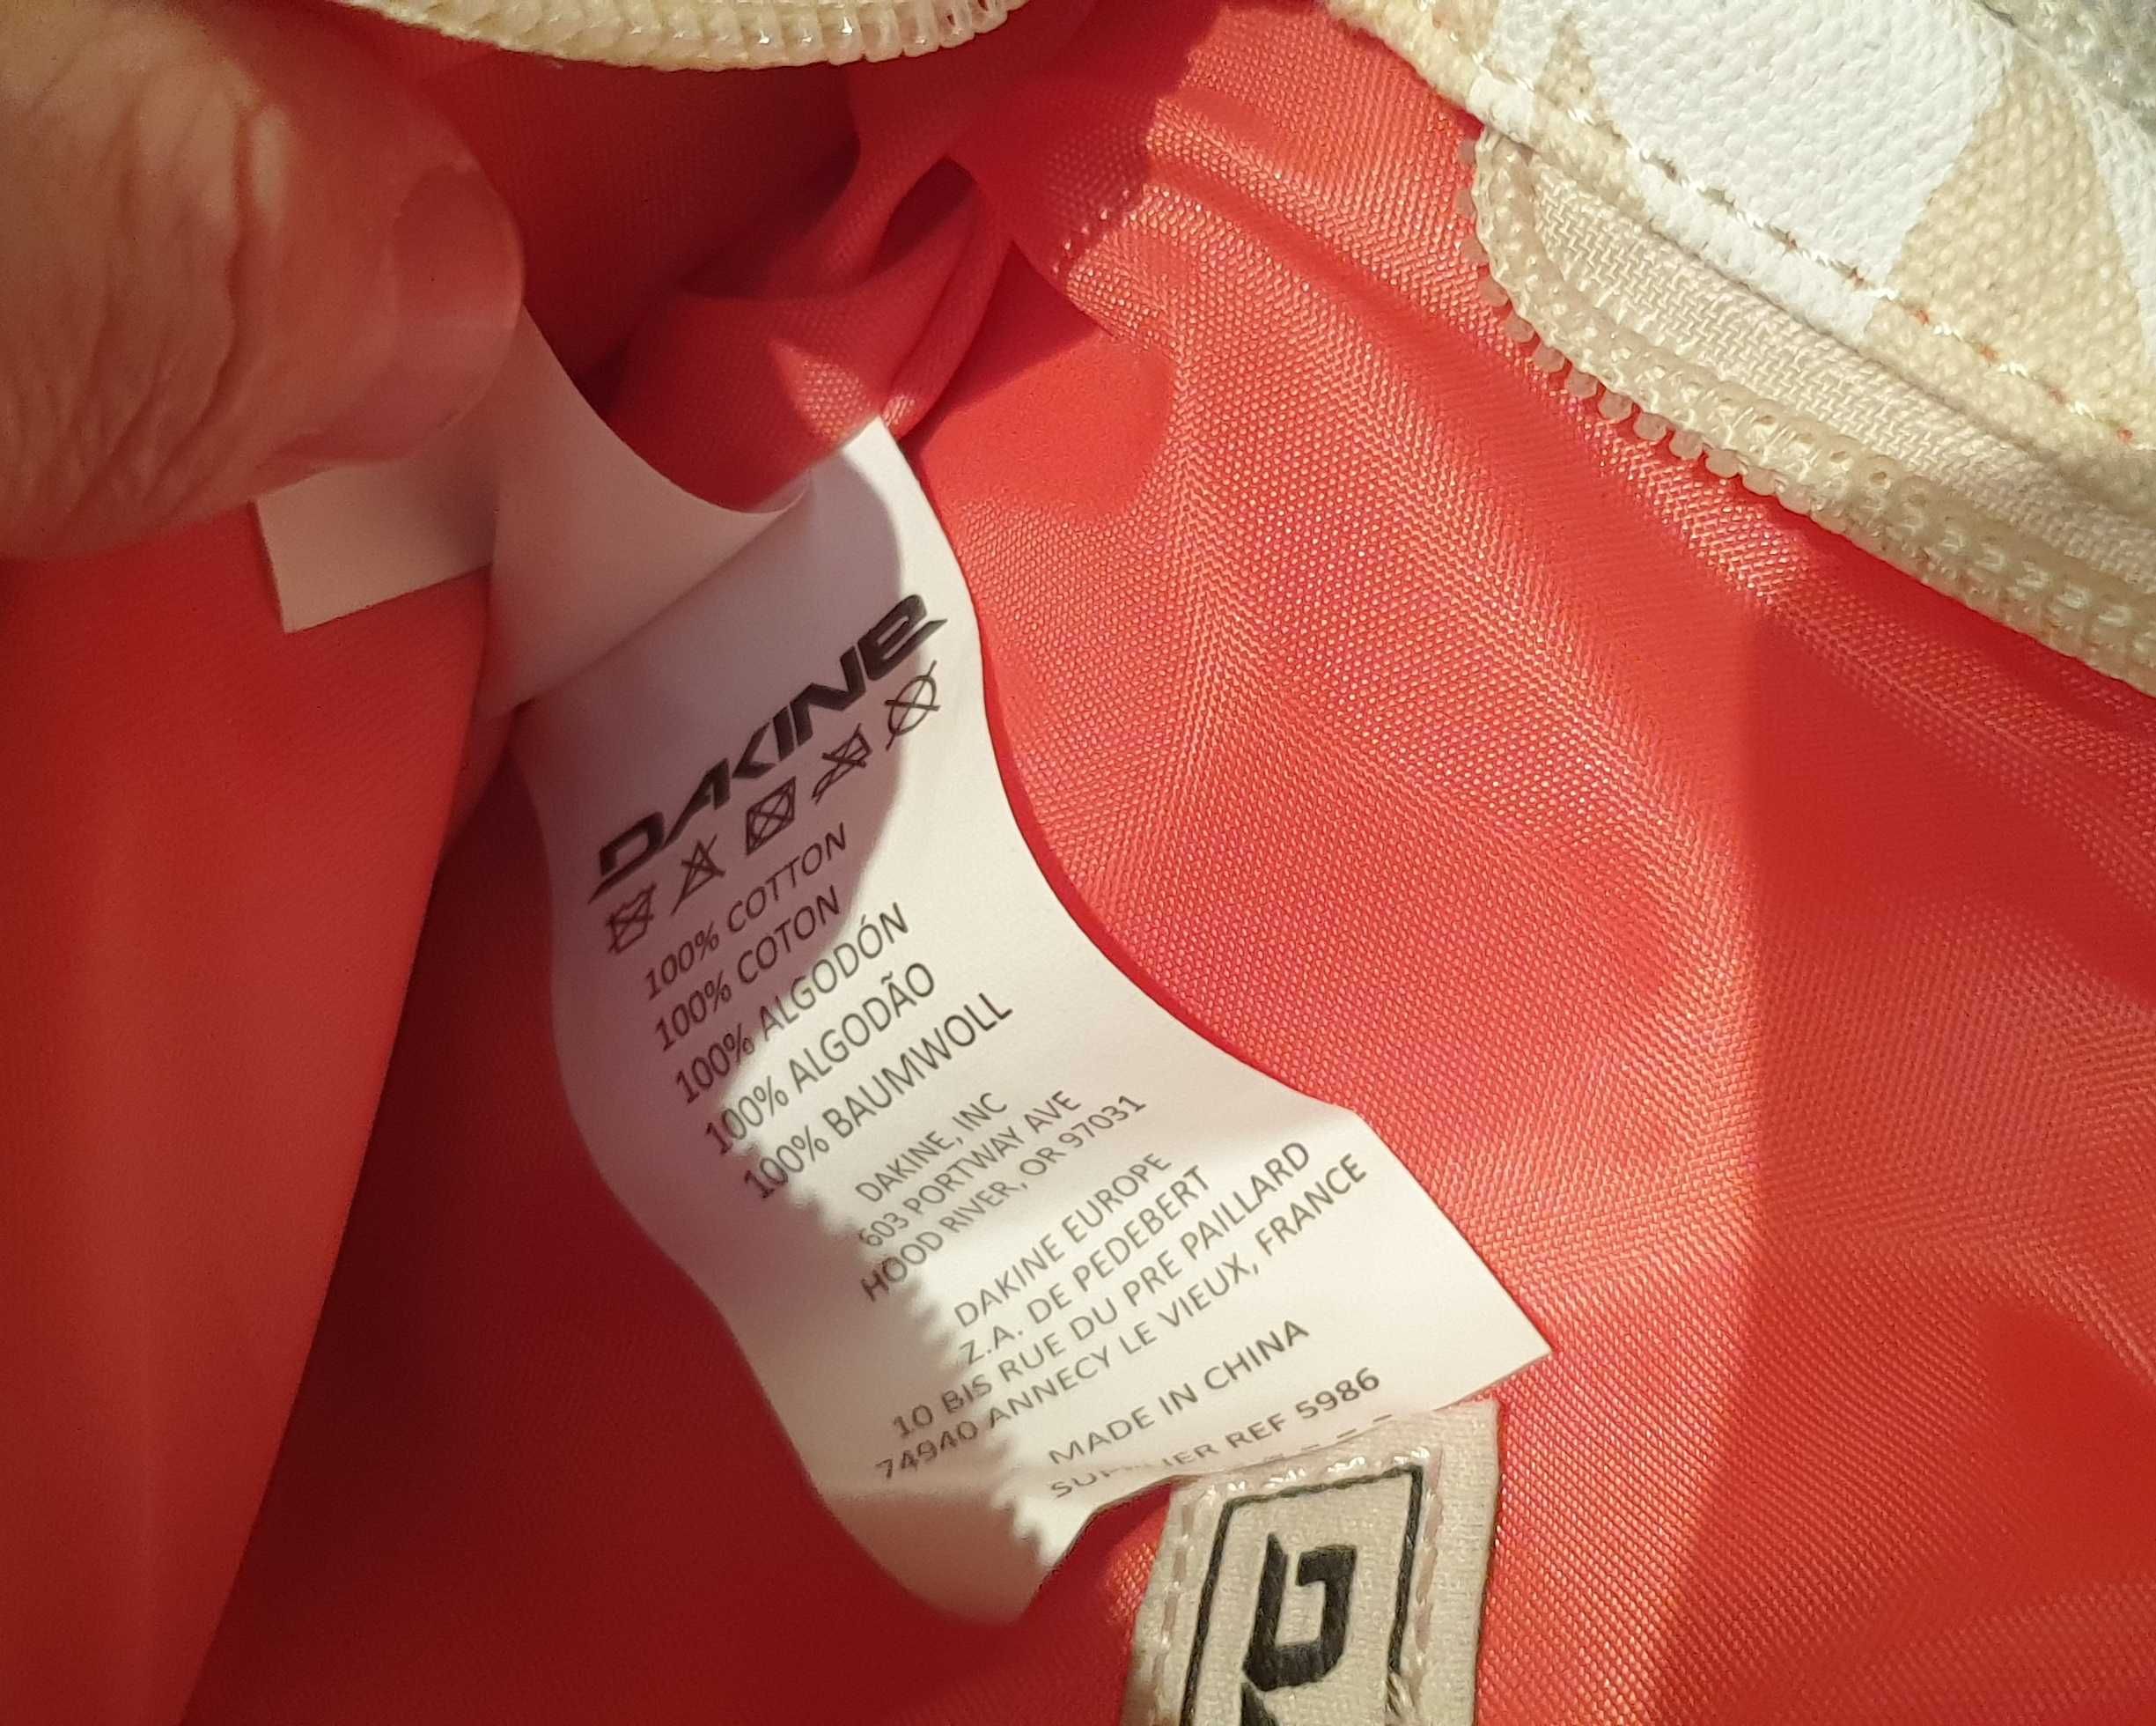 DAKINE
100% COTTON
100% COTON
100% ALGODÓN
100% ALGODÃO
100% BAUMWOLL
DAKINE, INC
603 PORTWAY AVE
HOOD RIVER, OR 97031
DAKINE EUROPE
Z.A. DE PEDEBERT
10 BIS RUE DU PRE PAILLARD
74940 ANNECY LE VIEUX, FRANCE
MADE IN CHINA
REF 5986